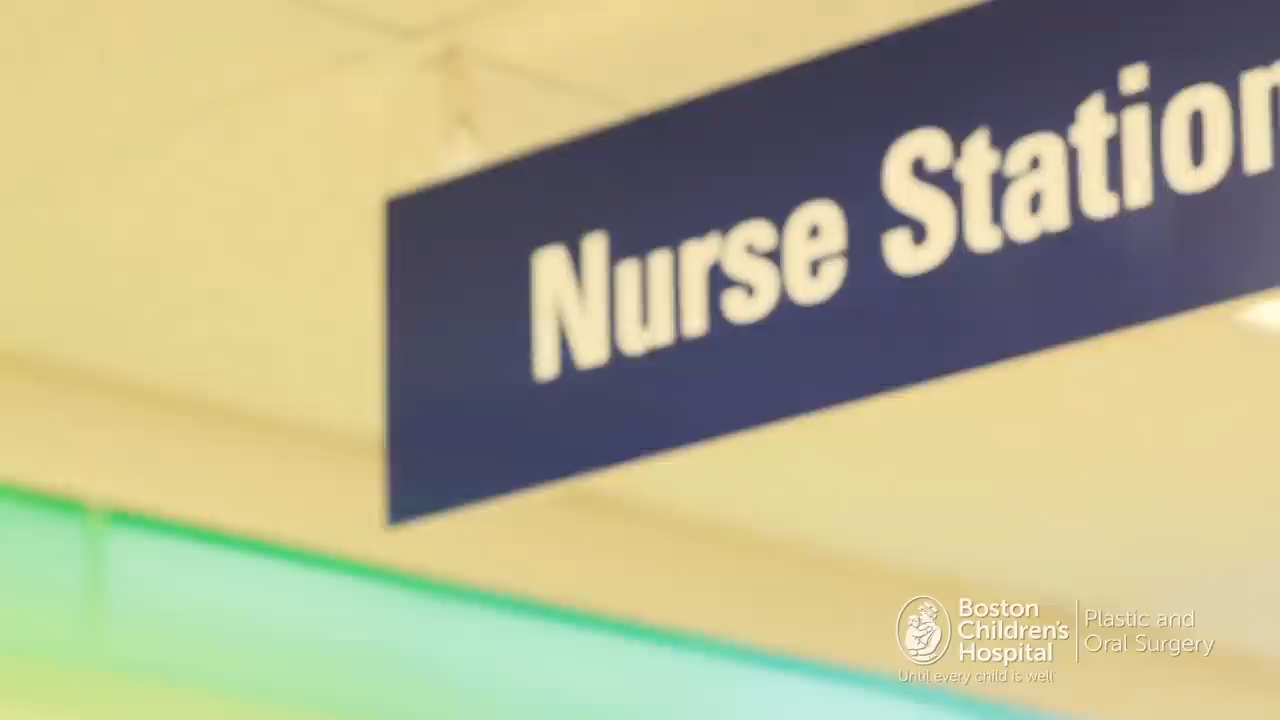 Nurse Station
Boston
Children's
Hospital
Until every child is well
Plastic and
Oral Surgery